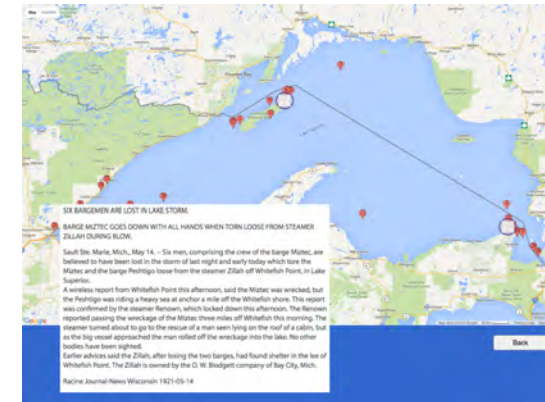 SIX BARGEMEN ARE LOST IN LAKE STORM.
BARGE MIZTEC GOES DOWN WITH ALL HANDS WHEN TORN LOOSE FROM STEAMER
ZILLAH DURING BLOW.
Sault Ste. Marie, Mich., May 14. – Six men, comprising the crew of the barge Miztec, are
believed to have been lost in the storm of last night and early today which tore the
Miztec and the barge Peshtigo loose from the steamer Zillah off Whitefish Point, in Lake
Superior.
A wireless report from Whitefish Point this afternoon, said the Miztec was wrecked, but
the Peshtigo was riding a heavy sea at anchor a mile off the Whitefish shore. This report
was confirmed by the steamer Renown, which locked down this afternoon. The Renown
reported passing the wreckage of the Miztec three miles off Whitefish this morning. The
steamer turned about to go to the rescue of a man seen lying on the roof of a cabin, but
as the big vessel approached the man rolled off the wreckage into the lake. No other
bodies have been sighted.
Earlier advices said the Zillah, after losing the two barges, had found shelter in the lee of
Whitefish Point. The Zillah is owned by the O. W. Blodgett company of Bay City, Mich.
Racine Journal-News Wisconsin 1921-05-14
Back